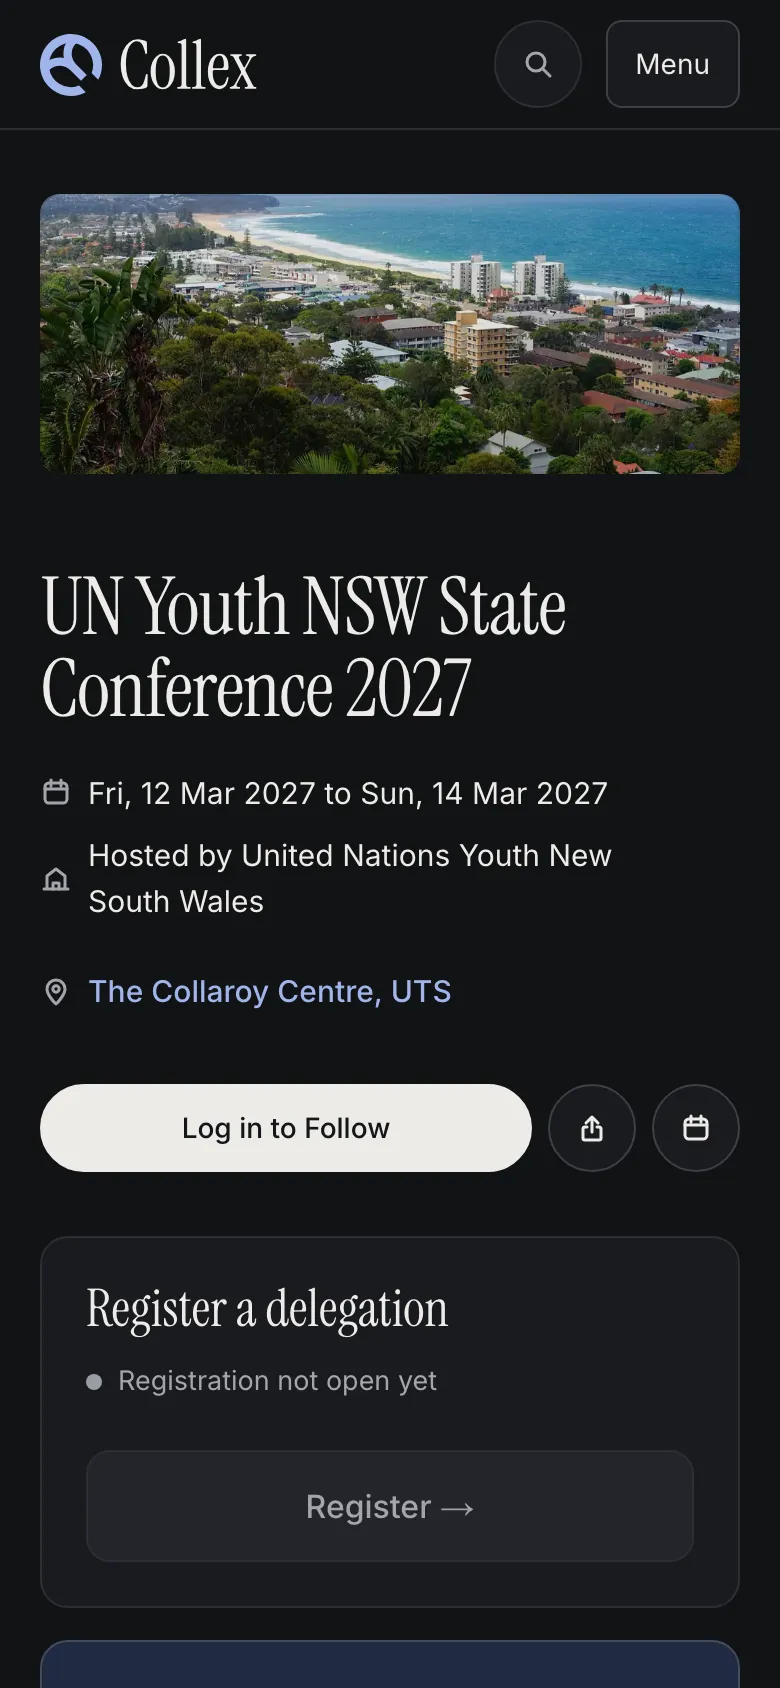 Collex
Menu
UN Youth NSW State
Conference 2027
Fri, 12 Mar 2027 to Sun, 14 Mar 2027
Hosted by United Nations Youth New
South Wales
The Collaroy Centre, UTS
Log in to Follow
Register a delegation
Registration not open yet
Register →